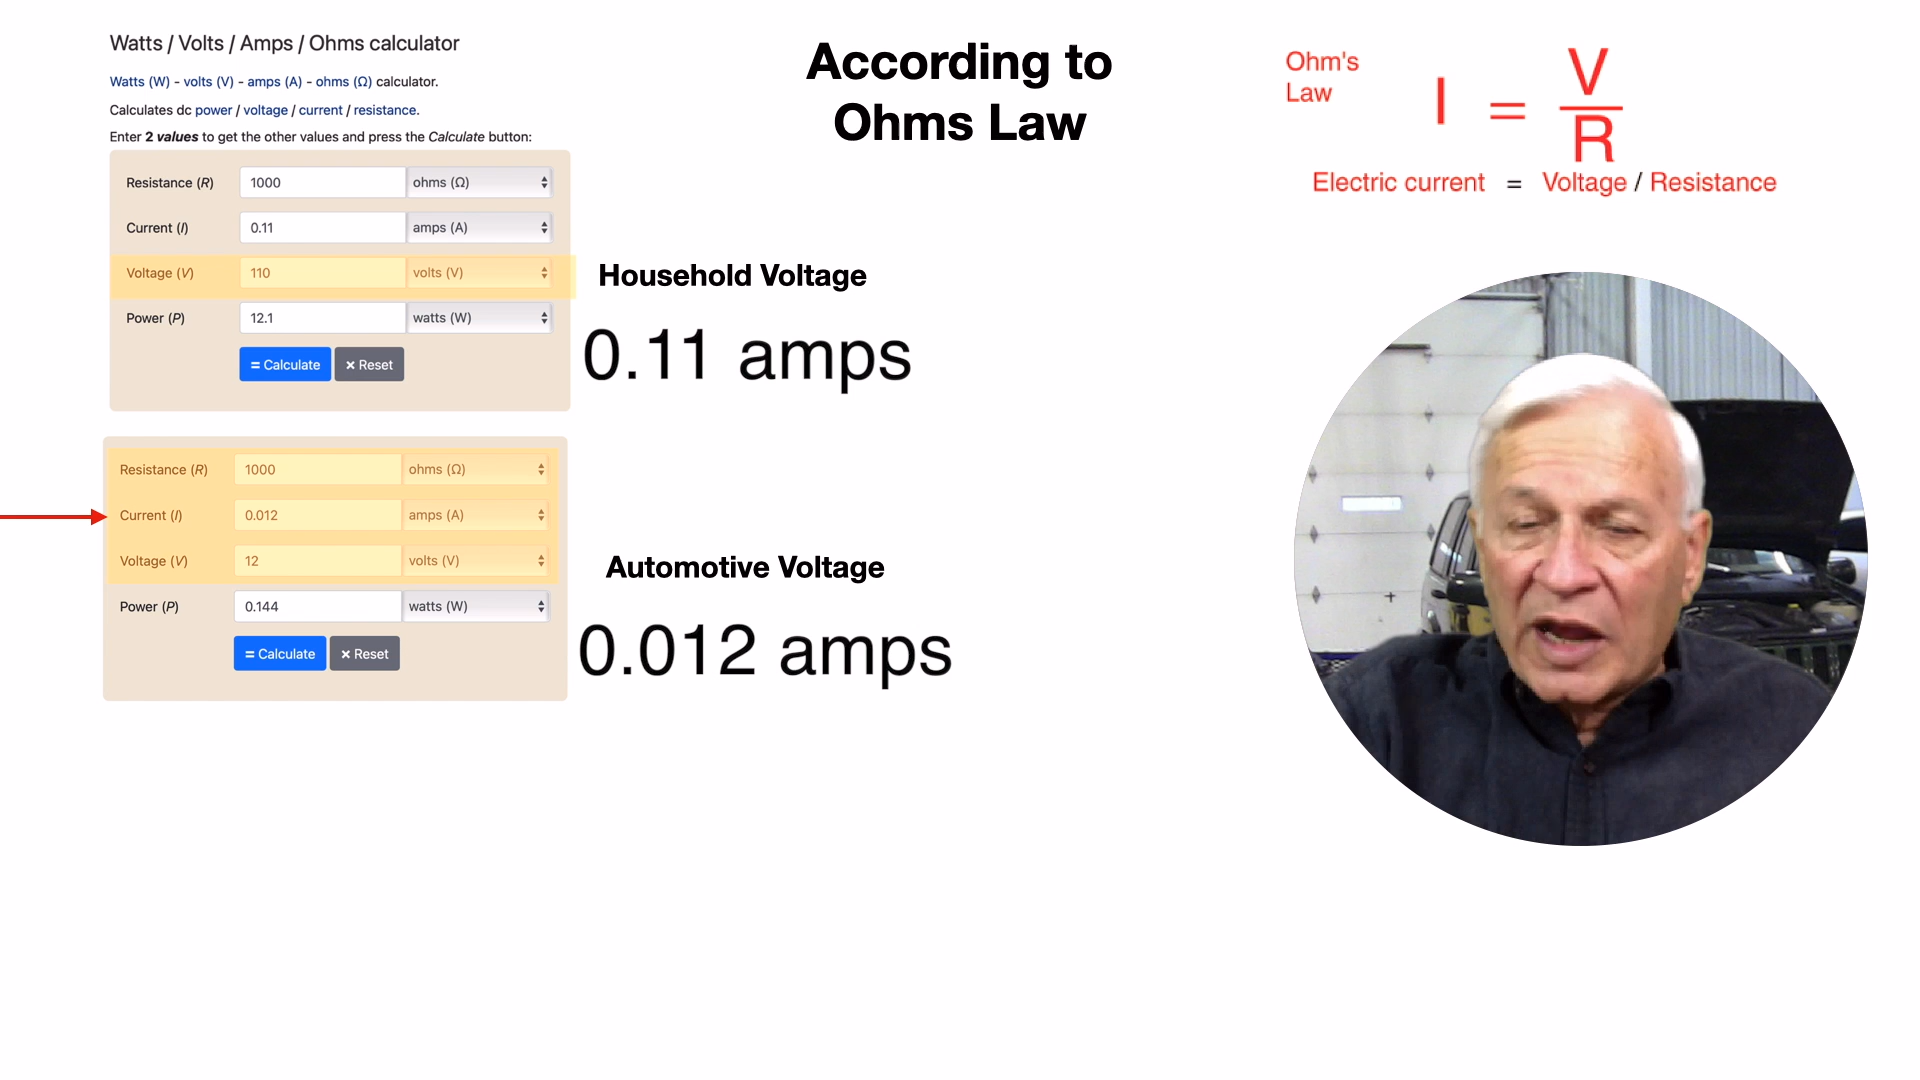 Watts / Volts / Amps / Ohms calculator
Watts (W) - volts (V) - amps (A) - ohms (Ω) calculator.
Calculates dc power / voltage / current / resistance.
Enter 2 values to get the other values and press the Calculate button:
Resistance (R) 1000 ohms (Ω)
Current (I) 0.11 amps (A)
Voltage (V) 110 volts (V)
Power (P) 12.1 watts (W)
= Calculate × Reset
Resistance (R) 1000 ohms (Ω)
Current (I) 0.012 amps (A)
Voltage (V) 12 volts (V)
Power (P) 0.144 watts (W)
= Calculate × Reset
According to
Ohms Law
Household Voltage
0.11 amps
Automotive Voltage
0.012 amps
Ohm's
Law
I = V
R
Electric current = Voltage / Resistance